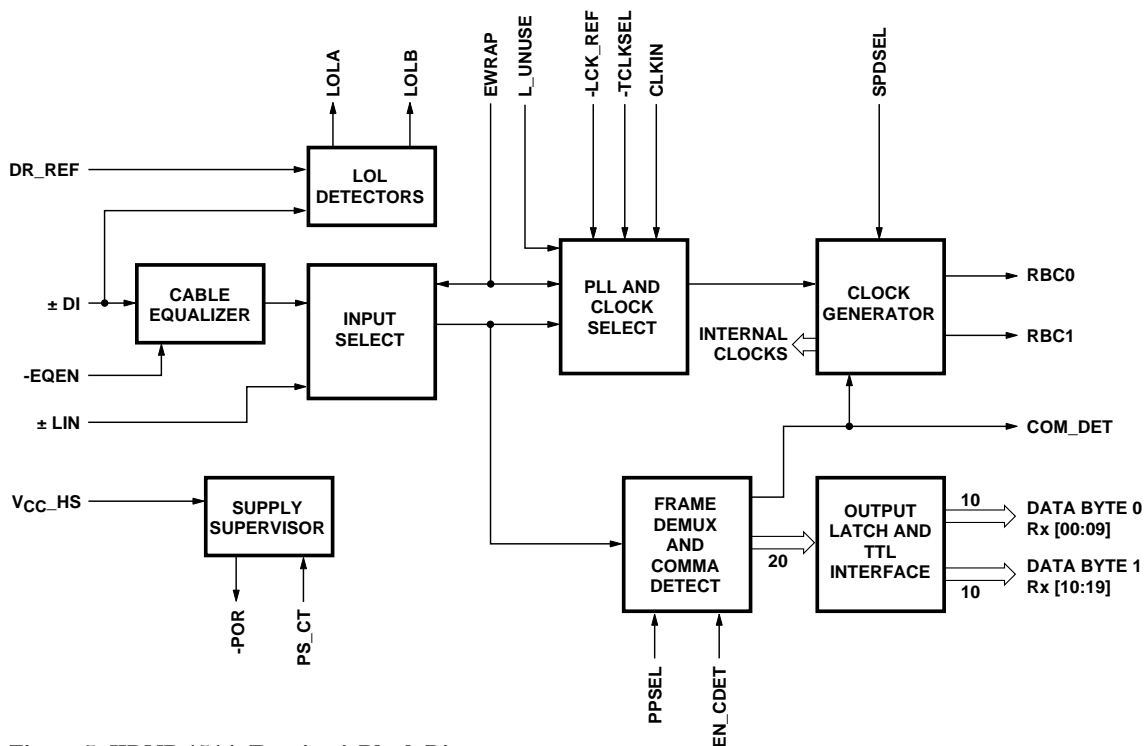 LOLA
LOLB
EWRAP
L_UNUSE
-LCK_REF
-TCLKSEL
CLKIN
SPDSEL
DR_REF
LOL
DETECTORS
± DI
CABLE
EQUALIZER
INPUT
SELECT
PLL AND
CLOCK
SELECT
CLOCK
GENERATOR
RBC0
RBC1
INTERNAL
CLOCKS
-EQEN
± LIN
COM_DET
VCC_HS
SUPPLY
SUPERVISOR
FRAME
DEMUX
AND
COMMA
DETECT
20
OUTPUT
LATCH AND
TTL
INTERFACE
10
DATA BYTE 0
Rx [00:09]
10
DATA BYTE 1
Rx [10:19]
-POR
PS_CT
PPSEL
EN_CDET